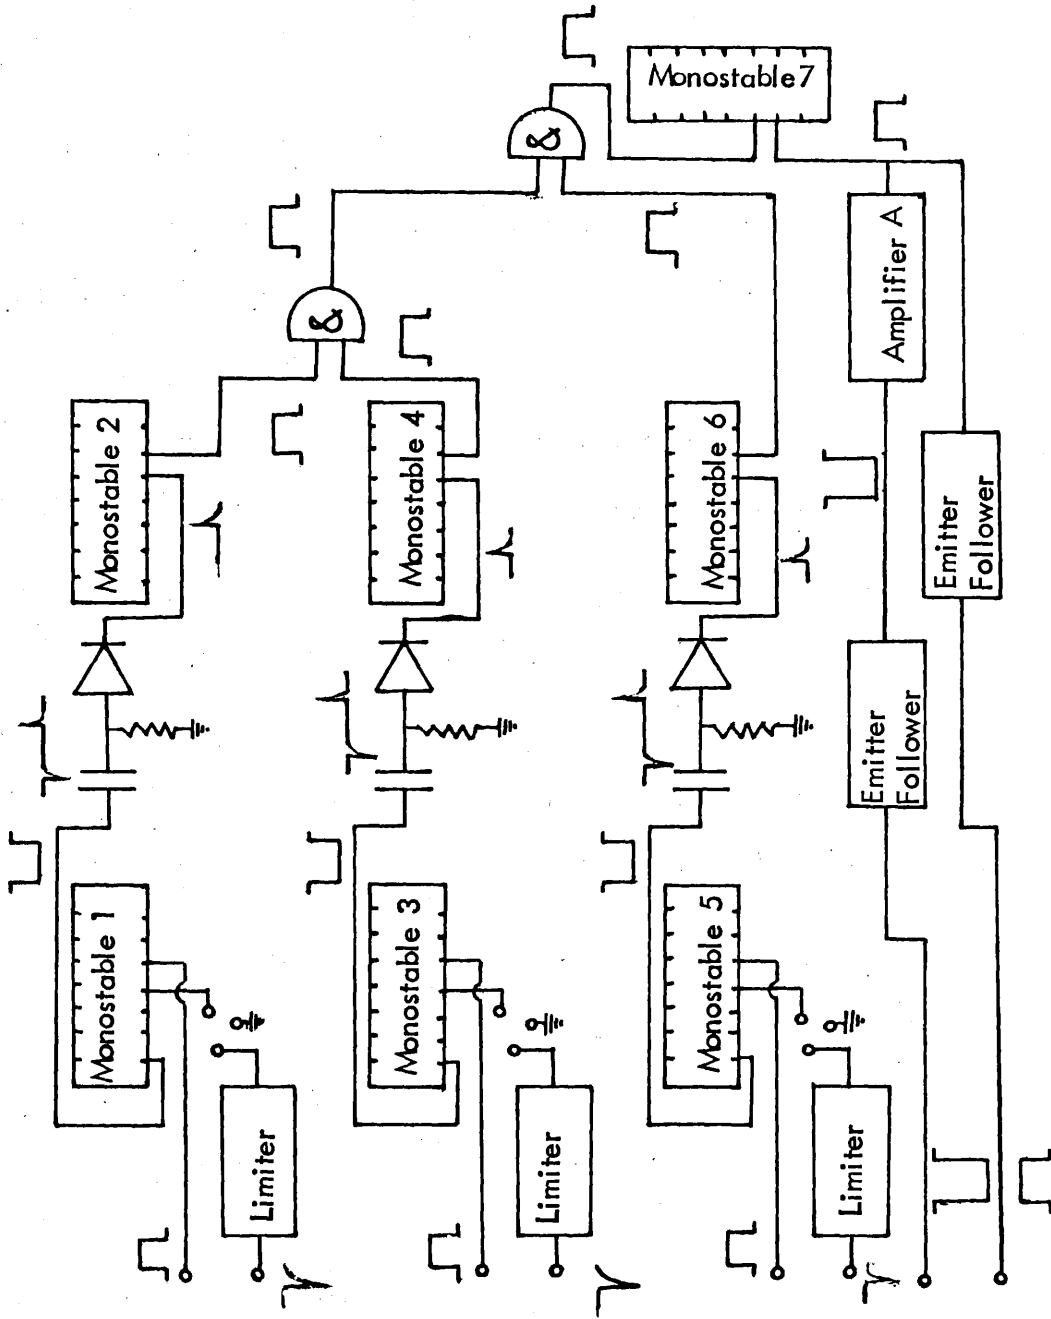 Monostable 7
&
&
Amplifier A
Monostable 2
Monostable 4
Monostable 6
Emitter
Follower
Emitter
Follower
Monostable 1
Monostable 3
Monostable 5
Limiter
Limiter
Limiter